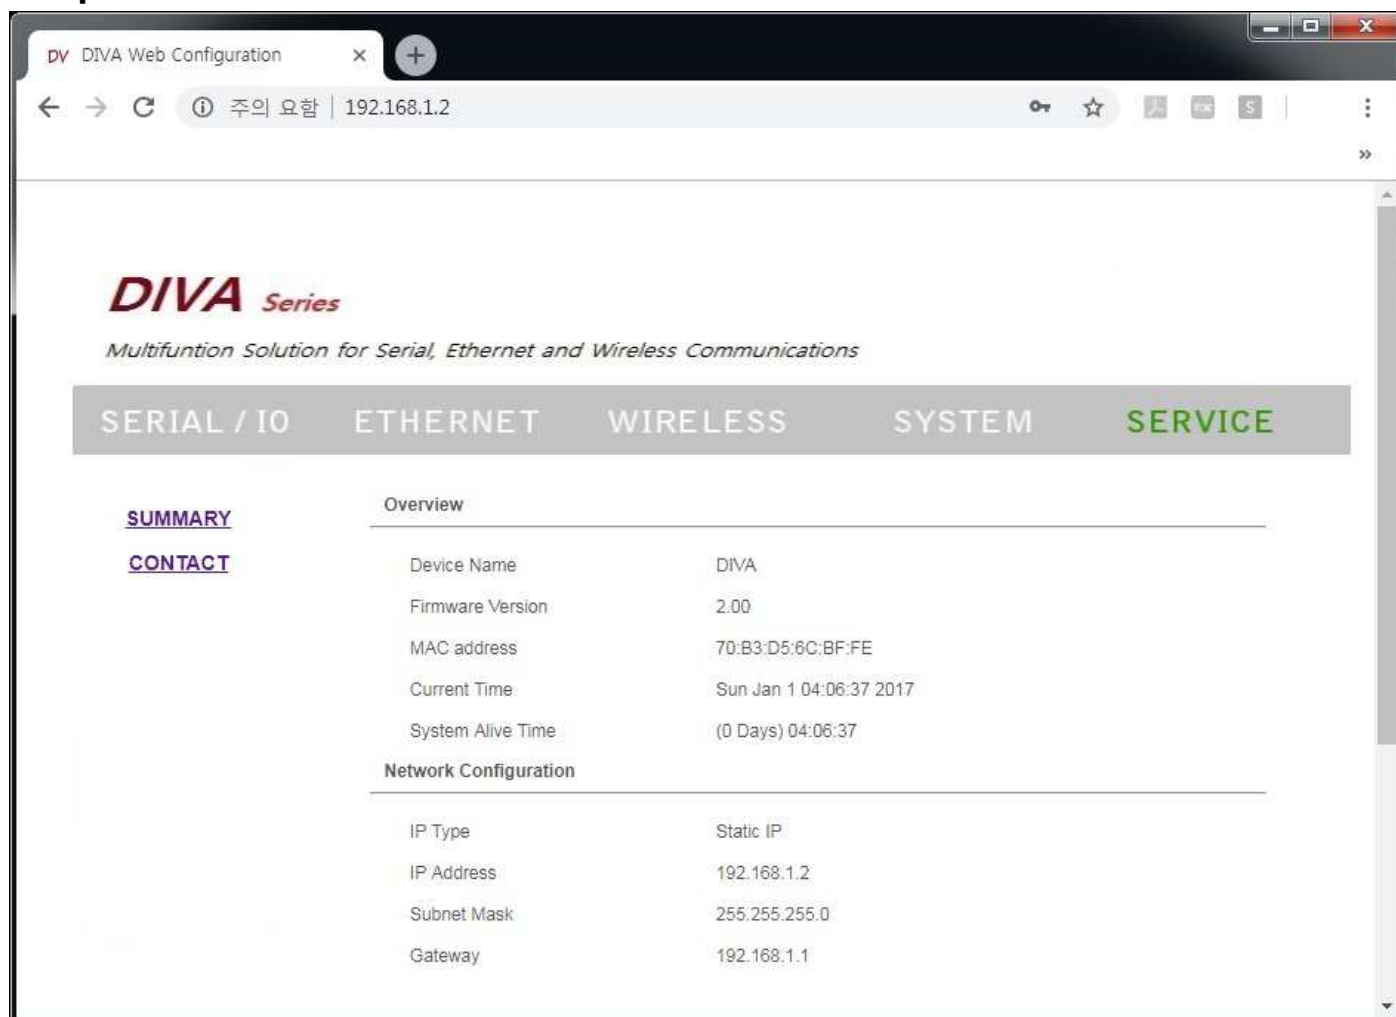 DV DIVA Web Configuration
주의 요함 192.168.1.2
DIVA Series
Multifuntion Solution for Serial, Ethernet and Wireless Communications
SERIAL / IO ETHERNET WIRELESS SYSTEM SERVICE
SUMMARY
CONTACT
Overview
Device Name DIVA
Firmware Version 2.00
MAC address 70:B3:D5:6C:BF:FE
Current Time Sun Jan 1 04:06:37 2017
System Alive Time (0 Days) 04:06:37
Network Configuration
IP Type Static IP
IP Address 192.168.1.2
Subnet Mask 255.255.255.0
Gateway 192.168.1.1